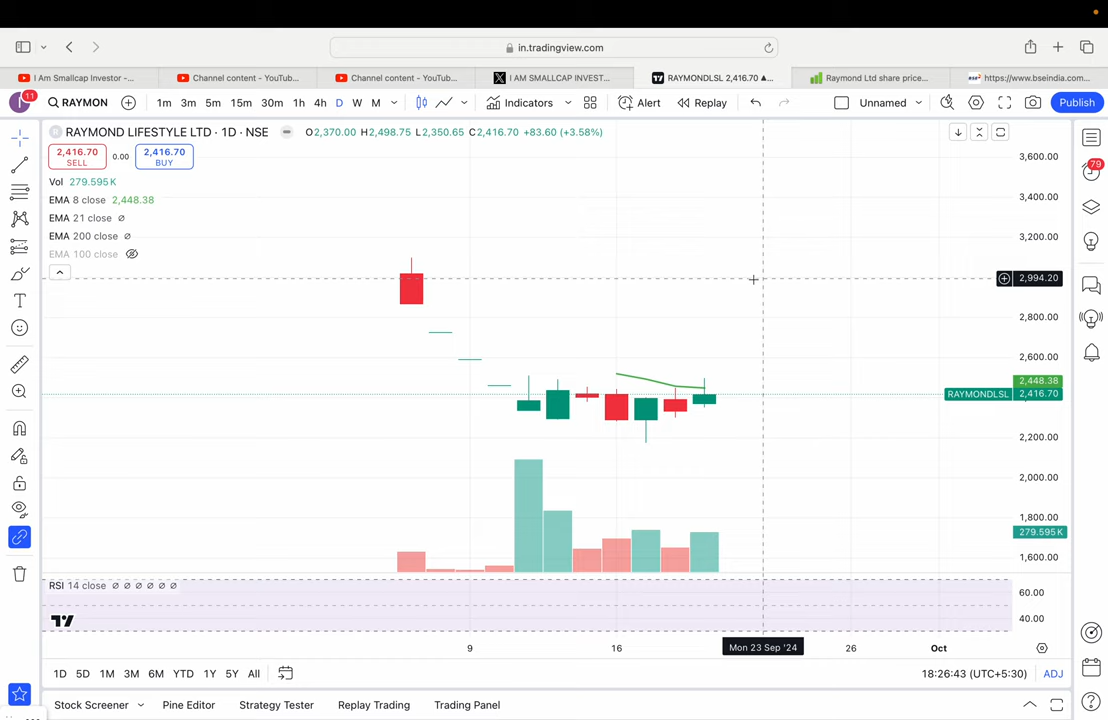 in.tradingview.com
I Am Smallcap Investor -...
Channel content - YouTub...
Channel content - YouTub...
I AM SMALLCAP INVEST...
RAYMONDLSL 2,416.70 ▲...
Raymond Ltd share price...
https://www.bseindia.com...
11
RAYMON
1m 3m 5m 15m 30m 1h 4h D W M
Indicators
Alert
Replay
Unnamed
Publish
RAYMOND LIFESTYLE LTD · 1D · NSE
O2,370.00 H2,498.75 L2,350.65 C2,416.70 +83.60 (+3.58%)
2,416.70
SELL
0.00
2,416.70
BUY
Vol 279.595K
EMA 8 close 2,448.38
EMA 21 close ∅
EMA 200 close ∅
EMA 100 close
79
3,600.00
3,400.00
3,200.00
2,994.20
2,800.00
2,600.00
2,448.38
RAYMONDLSL 2,416.70
2,200.00
2,000.00
1,800.00
279.595K
1,600.00
RSI 14 close ∅ ∅ ∅ ∅ ∅ ∅
60.00
40.00
9 16 Mon 23 Sep '24 26 Oct
1D 5D 1M 3M 6M YTD 1Y 5Y All
18:26:43 (UTC+5:30) ADJ
Stock Screener
Pine Editor
Strategy Tester
Replay Trading
Trading Panel